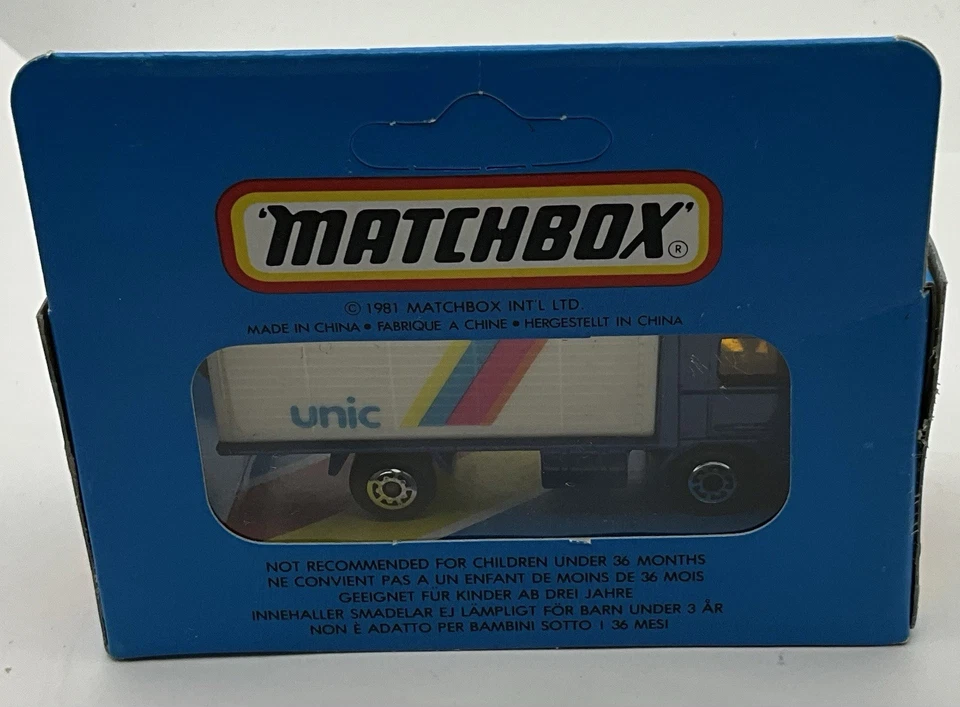 'MATCHBOX'®
© 1981 MATCHBOX INT'L LTD.
MADE IN CHINA • FABRIQUE A CHINE • HERGESTELLT IN CHINA
unic
NOT RECOMMENDED FOR CHILDREN UNDER 36 MONTHS
NE CONVIENT PAS A UN ENFANT DE MOINS DE 36 MOIS
GEEIGNET FÜR KINDER AB DREI JAHRE
INNEHALLER SMADELAR EJ LÄMPLIGT FÖR BARN UNDER 3 ÅR
NON È ADATTO PER BAMBINI SOTTO I 36 MESI